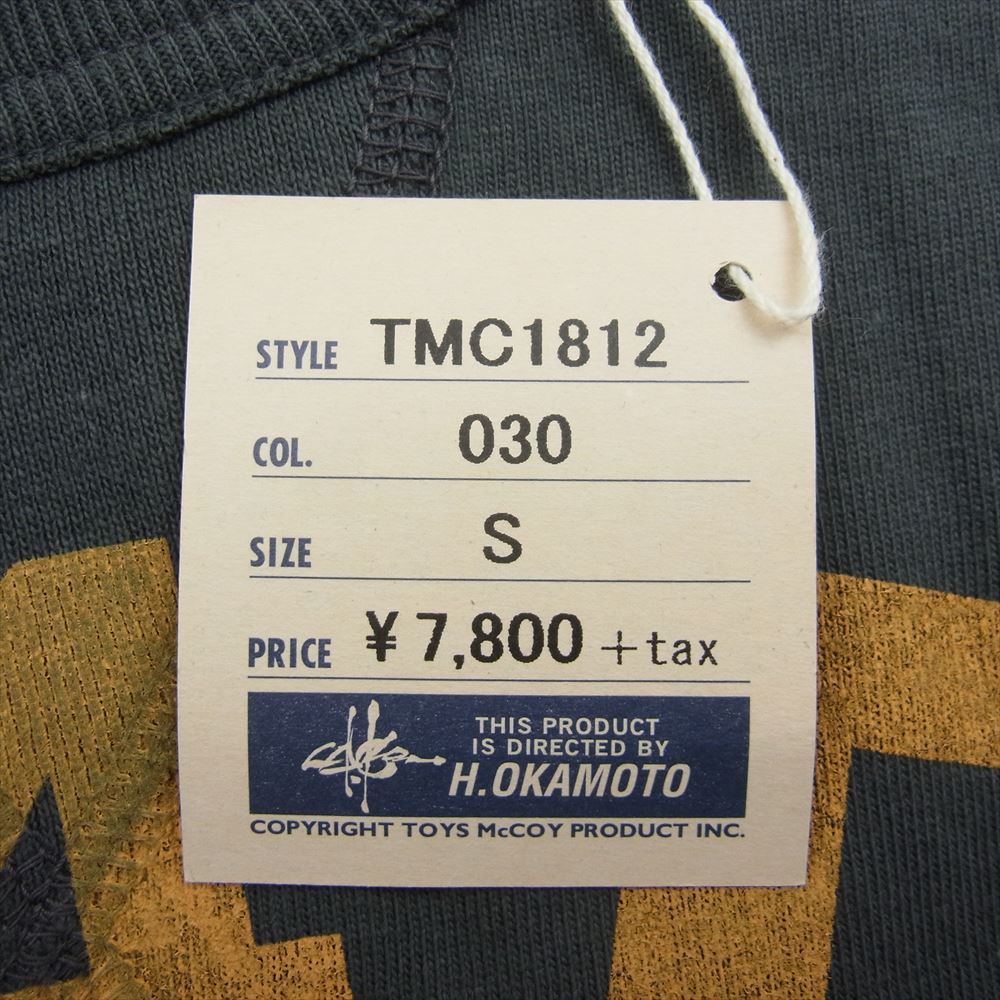 STYLE TMC1812
COL. 030
SIZE S
PRICE ¥7,800 +tax
THIS PRODUCT
IS DIRECTED BY
H.OKAMOTO
COPYRIGHT TOYS McCOY PRODUCT INC.